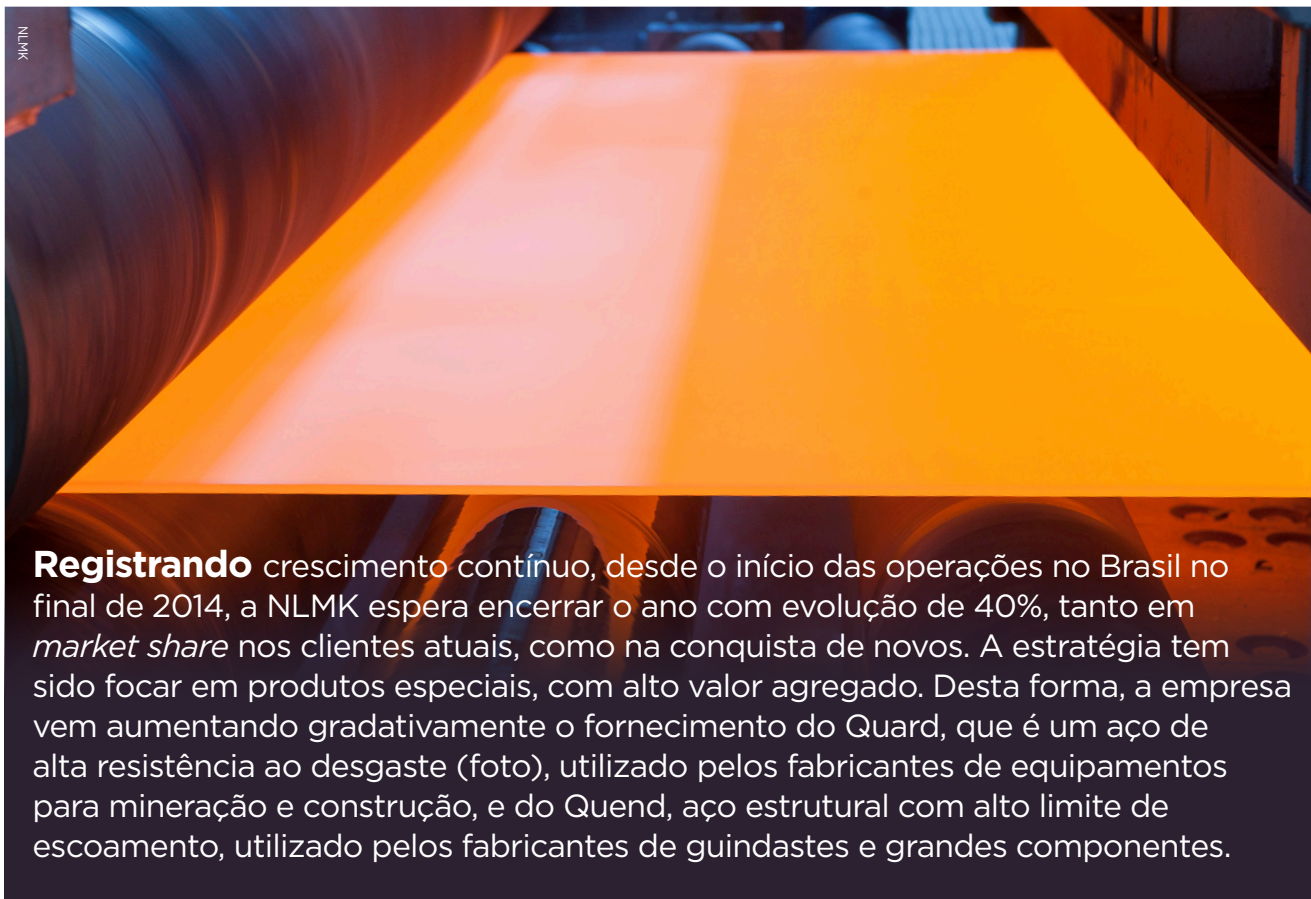 NLMK
Registrando crescimento contínuo, desde o início das operações no Brasil no
final de 2014, a NLMK espera encerrar o ano com evolução de 40%, tanto em
market share nos clientes atuais, como na conquista de novos. A estratégia tem
sido focar em produtos especiais, com alto valor agregado. Desta forma, a empresa
vem aumentando gradativamente o fornecimento do Quard, que é um aço de
alta resistência ao desgaste (foto), utilizado pelos fabricantes de equipamentos
para mineração e construção, e do Quend, aço estrutural com alto limite de
escoamento, utilizado pelos fabricantes de guindastes e grandes componentes.